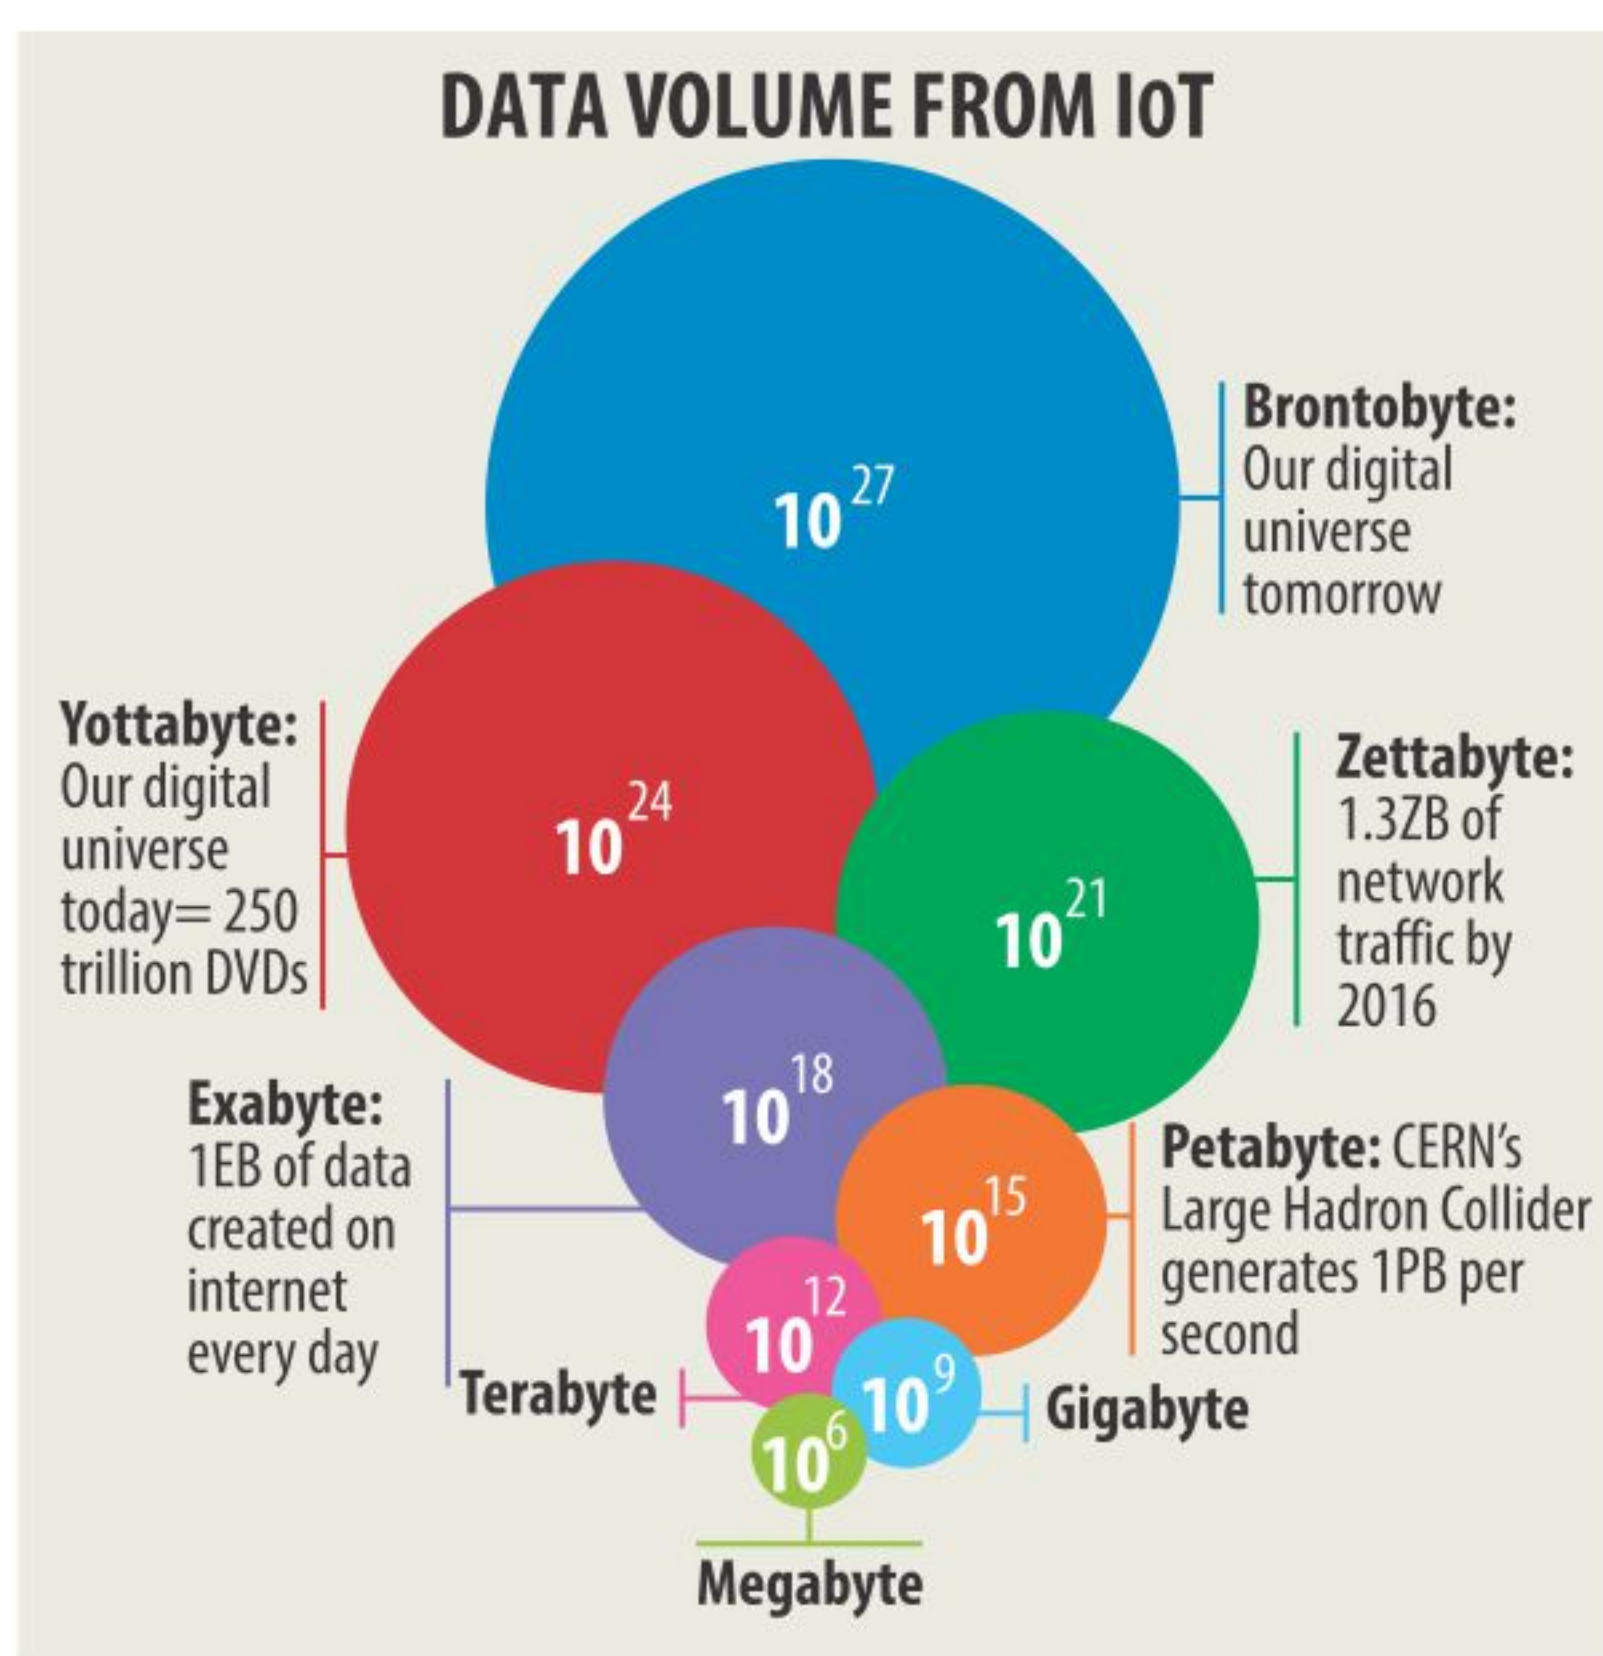 DATA VOLUME FROM IoT
10^27
Brontobyte:
Our digital
universe
tomorrow
Yottabyte:
Our digital
universe
today= 250
trillion DVDs
10^24
Zettabyte:
1.3ZB of
network
traffic by
2016
10^21
Exabyte:
1EB of data
created on
internet
every day
10^18
Petabyte: CERN’s
Large Hadron Collider
generates 1PB per
second
10^15
Terabyte
10^12
Gigabyte
10^9
10^6
Megabyte